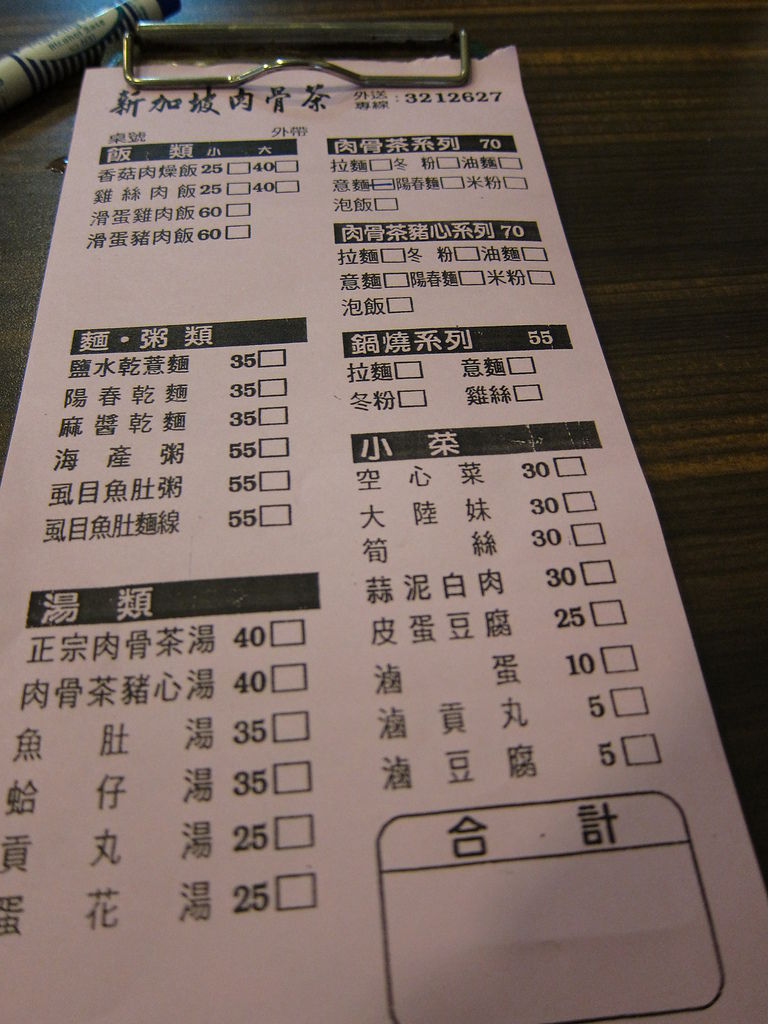 新加坡肉骨茶 外送專線:3212627
桌號 外帶
飯類 小 大
香菇肉燥飯 25□40□
雞絲肉飯 25□40□
滑蛋雞肉飯 60□
滑蛋豬肉飯 60□
麵·粥類
鹽水乾薏麵 35□
陽春乾麵 35□
麻醬乾麵 35□
海產粥 55□
虱目魚肚粥 55□
虱目魚肚麵線 55□
湯類
正宗肉骨茶湯 40□
肉骨茶豬心湯 40□
魚肚湯 35□
蛤仔湯 35□
貢丸湯 25□
蛋花湯 25□
肉骨茶系列 70
拉麵□冬粉□油麵□
意麵□陽春麵□米粉□
泡飯□
肉骨茶豬心系列 70
拉麵□冬粉□油麵□
意麵□陽春麵□米粉□
泡飯□
鍋燒系列 55
拉麵□ 意麵□
冬粉□ 雞絲□
小菜
空心菜 30□
大陸妹 30□
筍絲 30□
蒜泥白肉 30□
皮蛋豆腐 25□
滷蛋 10□
滷貢丸 5□
滷豆腐 5□
合計